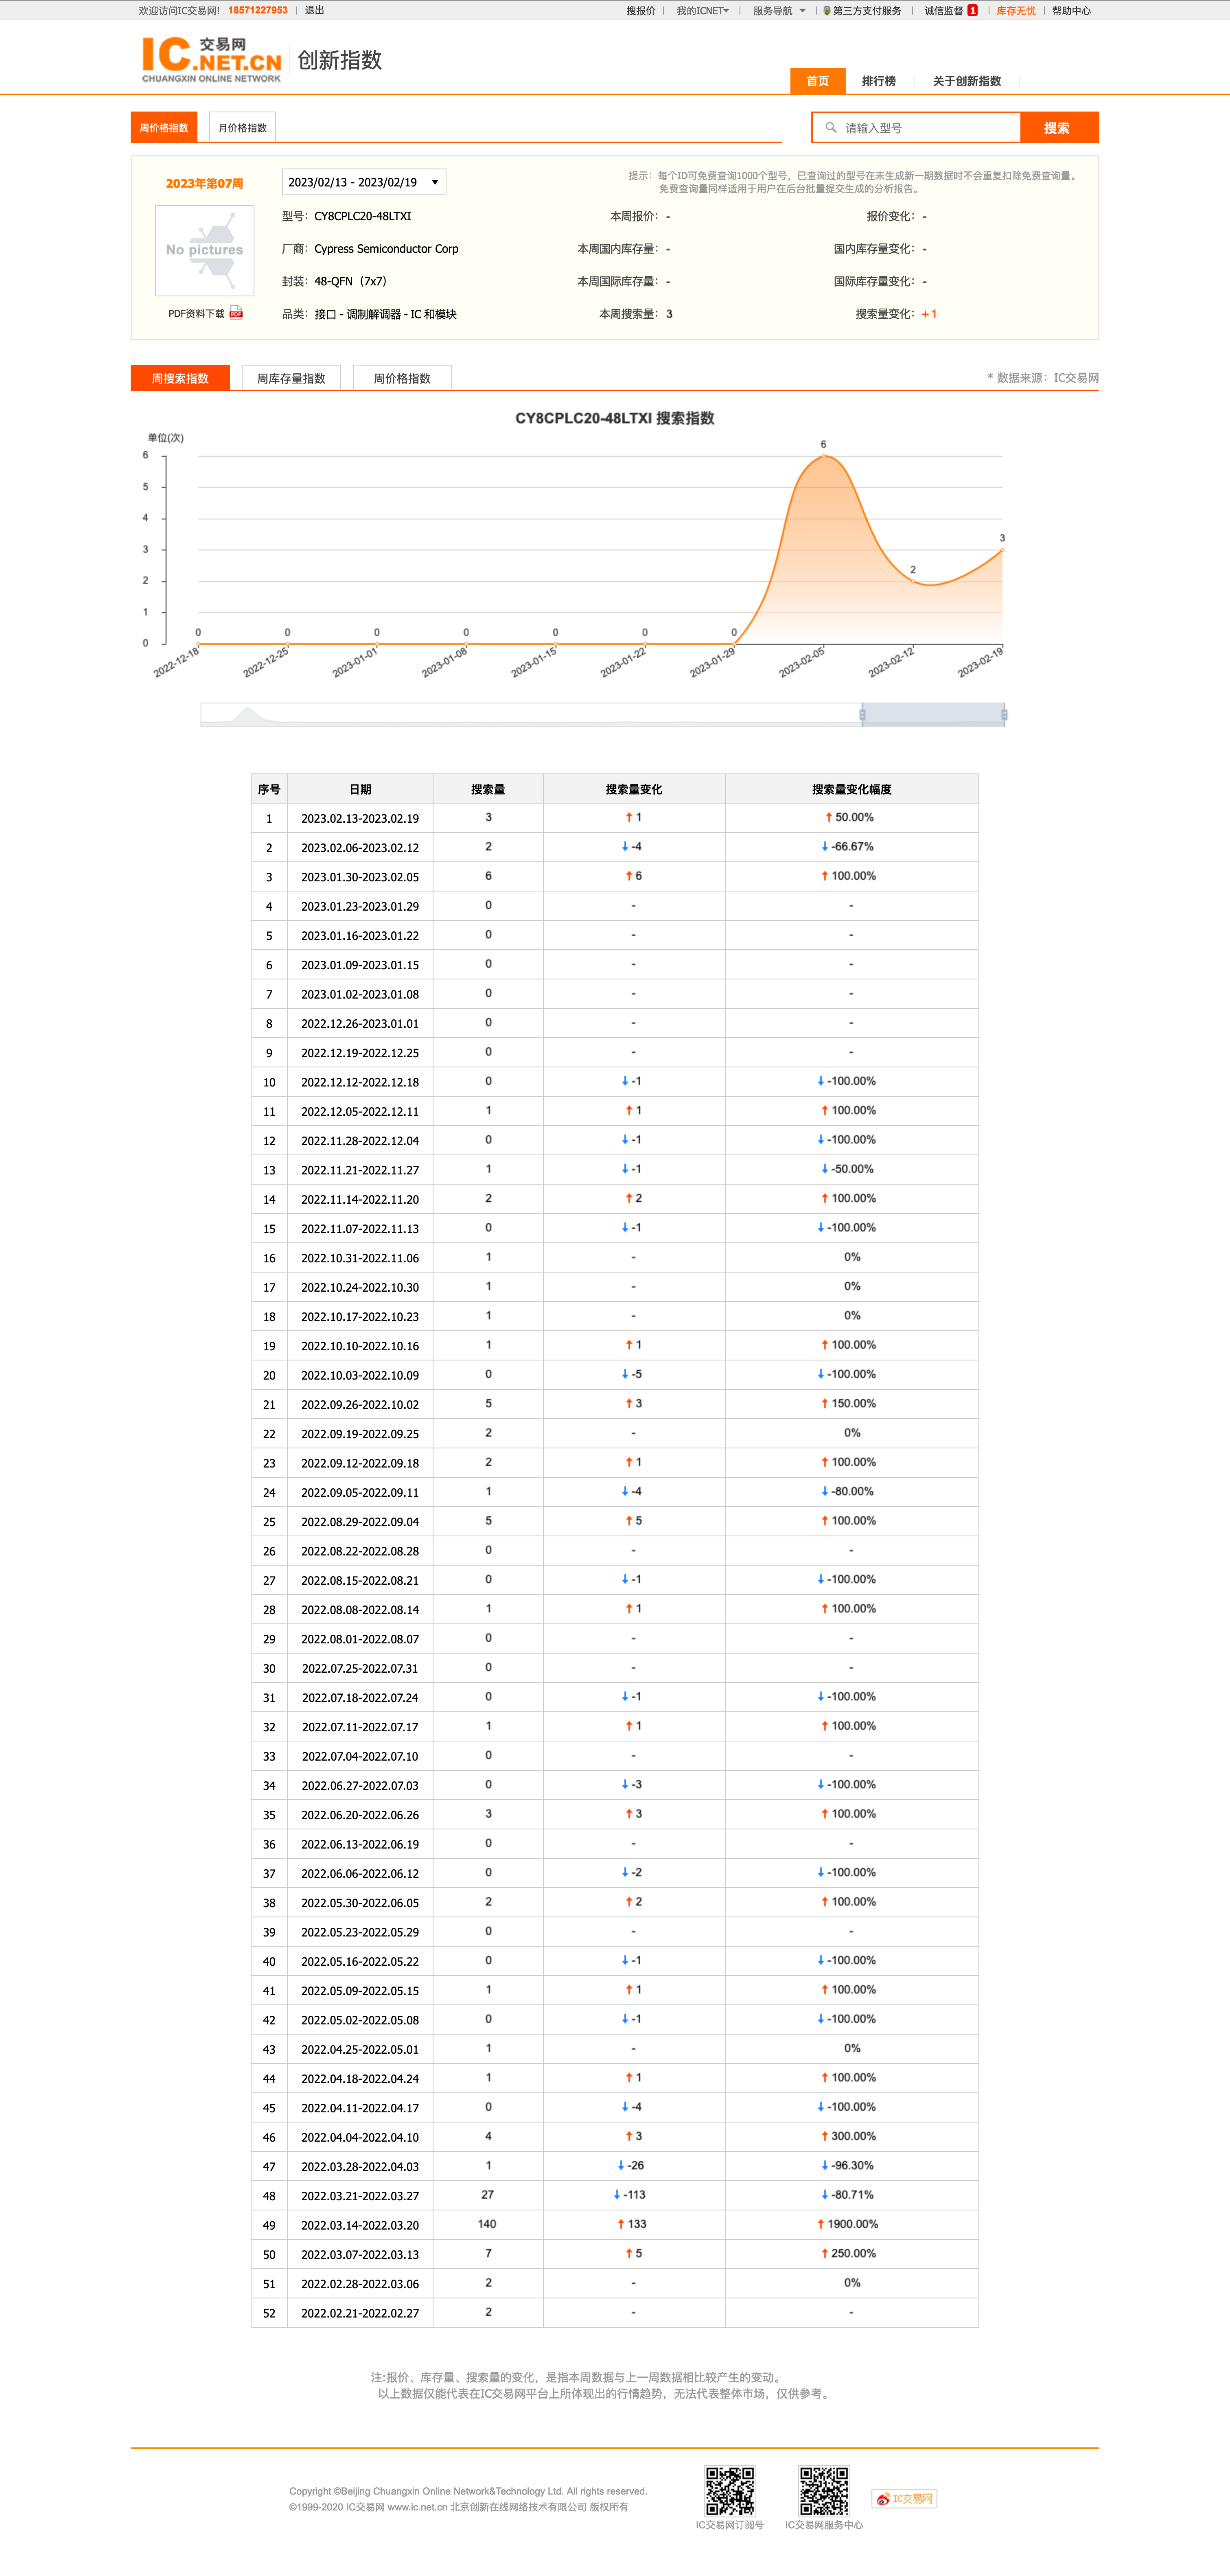 欢迎访问IC交易网! 18571227953 | 退出 搜报价 | 我的ICNET | 服务导航 | 第三方支付服务 | 诚信监督 1 | 库存无忧 | 帮助中心
IC交易网 .NET.CN 创新指数
CHUANGXIN ONLINE NETWORK
首页 排行榜 关于创新指数
周价格指数 月价格指数 请输入型号 搜索
2023年第07周 2023/02/13 - 2023/02/19 提示：每个ID可免费查询1000个型号，已查询过的型号在未生成新一期数据时不会重复扣除免费查询量。
免费查询量同样适用于用户在后台批量提交生成的分析报告。
型号：CY8CPLC20-48LTXI 本周报价：- 报价变化：-
No pictures
厂商：Cypress Semiconductor Corp 本周国内库存量：- 国内库存量变化：-
封装：48-QFN（7x7） 本周国际库存量：- 国际库存量变化：-
PDF资料下载 PDF
品类：接口 - 调制解调器 - IC 和模块 本周搜索量：3 搜索量变化：+1
周搜索指数 周库存量指数 周价格指数 * 数据来源：IC交易网
CY8CPLC20-48LTXI 搜索指数
单位(次)
6
5
4
3
2
1
0
0 0 0 0 0 0 0 6 2 3
2022-12-18 2022-12-25 2023-01-01 2023-01-08 2023-01-15 2023-01-22 2023-01-29 2023-02-05 2023-02-12 2023-02-19
序号 日期 搜索量 搜索量变化 搜索量变化幅度
1 2023.02.13-2023.02.19 3 ↑1 ↑50.00%
2 2023.02.06-2023.02.12 2 ↓-4 ↓-66.67%
3 2023.01.30-2023.02.05 6 ↑6 ↑100.00%
4 2023.01.23-2023.01.29 0 - -
5 2023.01.16-2023.01.22 0 - -
6 2023.01.09-2023.01.15 0 - -
7 2023.01.02-2023.01.08 0 - -
8 2022.12.26-2023.01.01 0 - -
9 2022.12.19-2022.12.25 0 - -
10 2022.12.12-2022.12.18 0 ↓-1 ↓-100.00%
11 2022.12.05-2022.12.11 1 ↑1 ↑100.00%
12 2022.11.28-2022.12.04 0 ↓-1 ↓-100.00%
13 2022.11.21-2022.11.27 1 ↓-1 ↓-50.00%
14 2022.11.14-2022.11.20 2 ↑2 ↑100.00%
15 2022.11.07-2022.11.13 0 ↓-1 ↓-100.00%
16 2022.10.31-2022.11.06 1 - 0%
17 2022.10.24-2022.10.30 1 - 0%
18 2022.10.17-2022.10.23 1 - 0%
19 2022.10.10-2022.10.16 1 ↑1 ↑100.00%
20 2022.10.03-2022.10.09 0 ↓-5 ↓-100.00%
21 2022.09.26-2022.10.02 5 ↑3 ↑150.00%
22 2022.09.19-2022.09.25 2 - 0%
23 2022.09.12-2022.09.18 2 ↑1 ↑100.00%
24 2022.09.05-2022.09.11 1 ↓-4 ↓-80.00%
25 2022.08.29-2022.09.04 5 ↑5 ↑100.00%
26 2022.08.22-2022.08.28 0 - -
27 2022.08.15-2022.08.21 0 ↓-1 ↓-100.00%
28 2022.08.08-2022.08.14 1 ↑1 ↑100.00%
29 2022.08.01-2022.08.07 0 - -
30 2022.07.25-2022.07.31 0 - -
31 2022.07.18-2022.07.24 0 ↓-1 ↓-100.00%
32 2022.07.11-2022.07.17 1 ↑1 ↑100.00%
33 2022.07.04-2022.07.10 0 - -
34 2022.06.27-2022.07.03 0 ↓-3 ↓-100.00%
35 2022.06.20-2022.06.26 3 ↑3 ↑100.00%
36 2022.06.13-2022.06.19 0 - -
37 2022.06.06-2022.06.12 0 ↓-2 ↓-100.00%
38 2022.05.30-2022.06.05 2 ↑2 ↑100.00%
39 2022.05.23-2022.05.29 0 - -
40 2022.05.16-2022.05.22 0 ↓-1 ↓-100.00%
41 2022.05.09-2022.05.15 1 ↑1 ↑100.00%
42 2022.05.02-2022.05.08 0 ↓-1 ↓-100.00%
43 2022.04.25-2022.05.01 1 - 0%
44 2022.04.18-2022.04.24 1 ↑1 ↑100.00%
45 2022.04.11-2022.04.17 0 ↓-4 ↓-100.00%
46 2022.04.04-2022.04.10 4 ↑3 ↑300.00%
47 2022.03.28-2022.04.03 1 ↓-26 ↓-96.30%
48 2022.03.21-2022.03.27 27 ↓-113 ↓-80.71%
49 2022.03.14-2022.03.20 140 ↑133 ↑1900.00%
50 2022.03.07-2022.03.13 7 ↑5 ↑250.00%
51 2022.02.28-2022.03.06 2 - 0%
52 2022.02.21-2022.02.27 2 - -
注:报价、库存量、搜索量的变化，是指本周数据与上一周数据相比较产生的变动。
以上数据仅能代表在IC交易网平台上所体现出的行情趋势，无法代表整体市场，仅供参考。
Copyright ©Beijing Chuangxin Online Network&Technology Ltd. All rights reserved.
©1999-2020 IC交易网 www.ic.net.cn 北京创新在线网络技术有限公司 版权所有
IC交易网
IC交易网订阅号 IC交易网服务中心